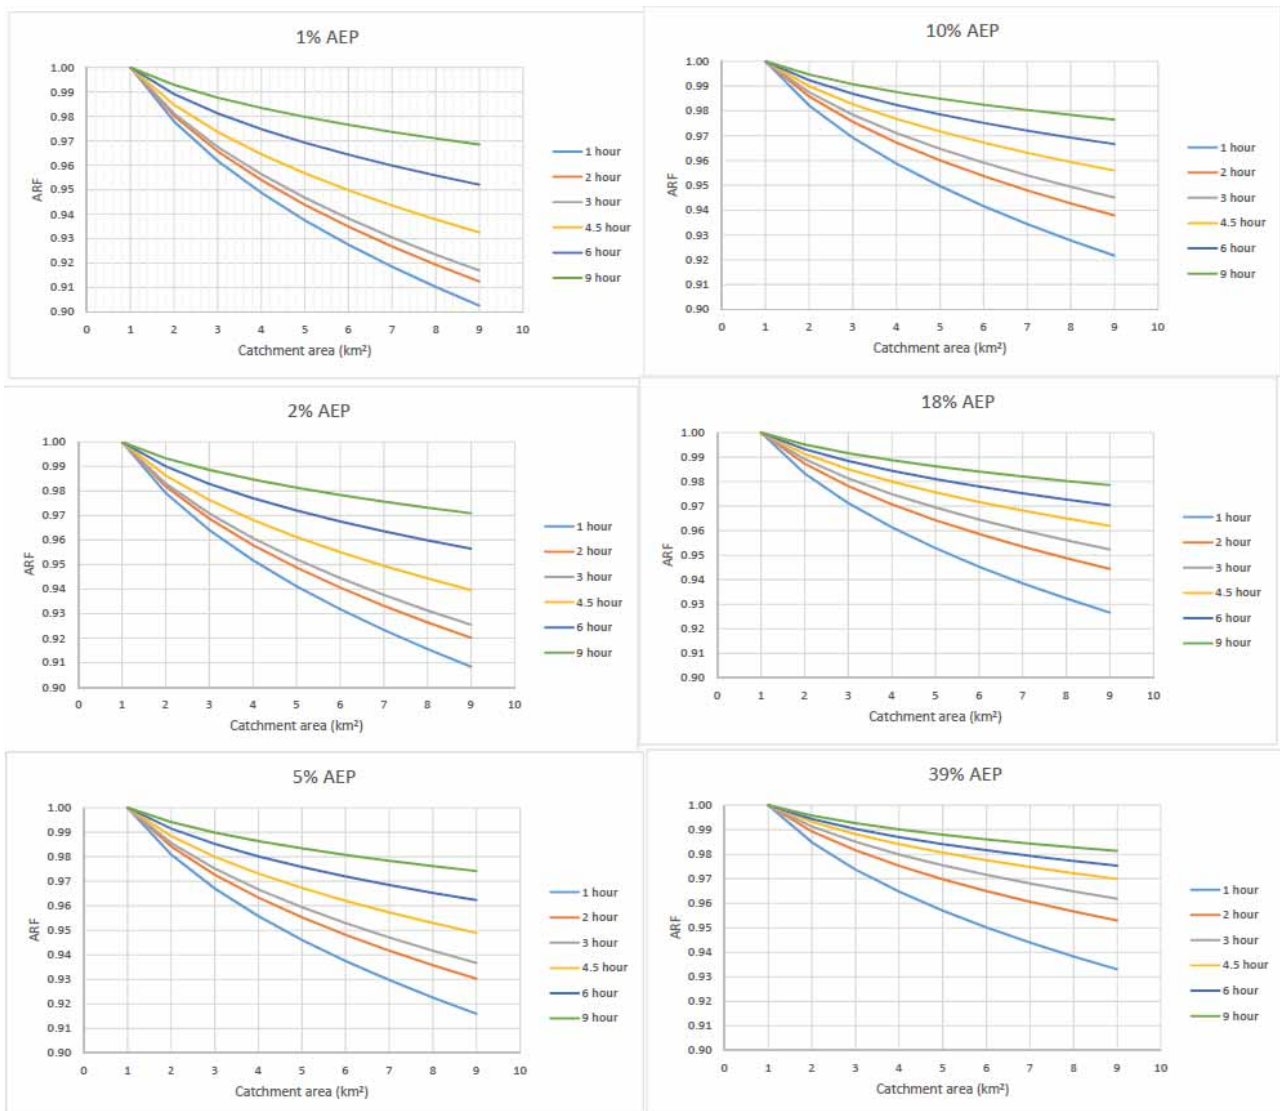 1% AEP
1.00
0.99
0.98
0.97
0.96
0.95
0.94
0.93
0.92
0.91
0.90
ARF
0 1 2 3 4 5 6 7 8 9 10
Catchment area (km²)
1 hour
2 hour
3 hour
4.5 hour
6 hour
9 hour
10% AEP
1.00
0.99
0.98
0.97
0.96
0.95
0.94
0.93
0.92
0.91
0.90
ARF
0 1 2 3 4 5 6 7 8 9 10
Catchment area (km²)
1 hour
2 hour
3 hour
4.5 hour
6 hour
9 hour
2% AEP
1.00
0.99
0.98
0.97
0.96
0.95
0.94
0.93
0.92
0.91
0.90
ARF
0 1 2 3 4 5 6 7 8 9 10
Catchment area (km²)
1 hour
2 hour
3 hour
4.5 hour
6 hour
9 hour
18% AEP
1.00
0.99
0.98
0.97
0.96
0.95
0.94
0.93
0.92
0.91
0.90
ARF
0 1 2 3 4 5 6 7 8 9 10
Catchment area (km²)
1 hour
2 hour
3 hour
4.5 hour
6 hour
9 hour
5% AEP
1.00
0.99
0.98
0.97
0.96
0.95
0.94
0.93
0.92
0.91
0.90
ARF
0 1 2 3 4 5 6 7 8 9 10
Catchment area (km²)
1 hour
2 hour
3 hour
4.5 hour
6 hour
9 hour
39% AEP
1.00
0.99
0.98
0.97
0.96
0.95
0.94
0.93
0.92
0.91
0.90
ARF
0 1 2 3 4 5 6 7 8 9 10
Catchment area (km²)
1 hour
2 hour
3 hour
4.5 hour
6 hour
9 hour